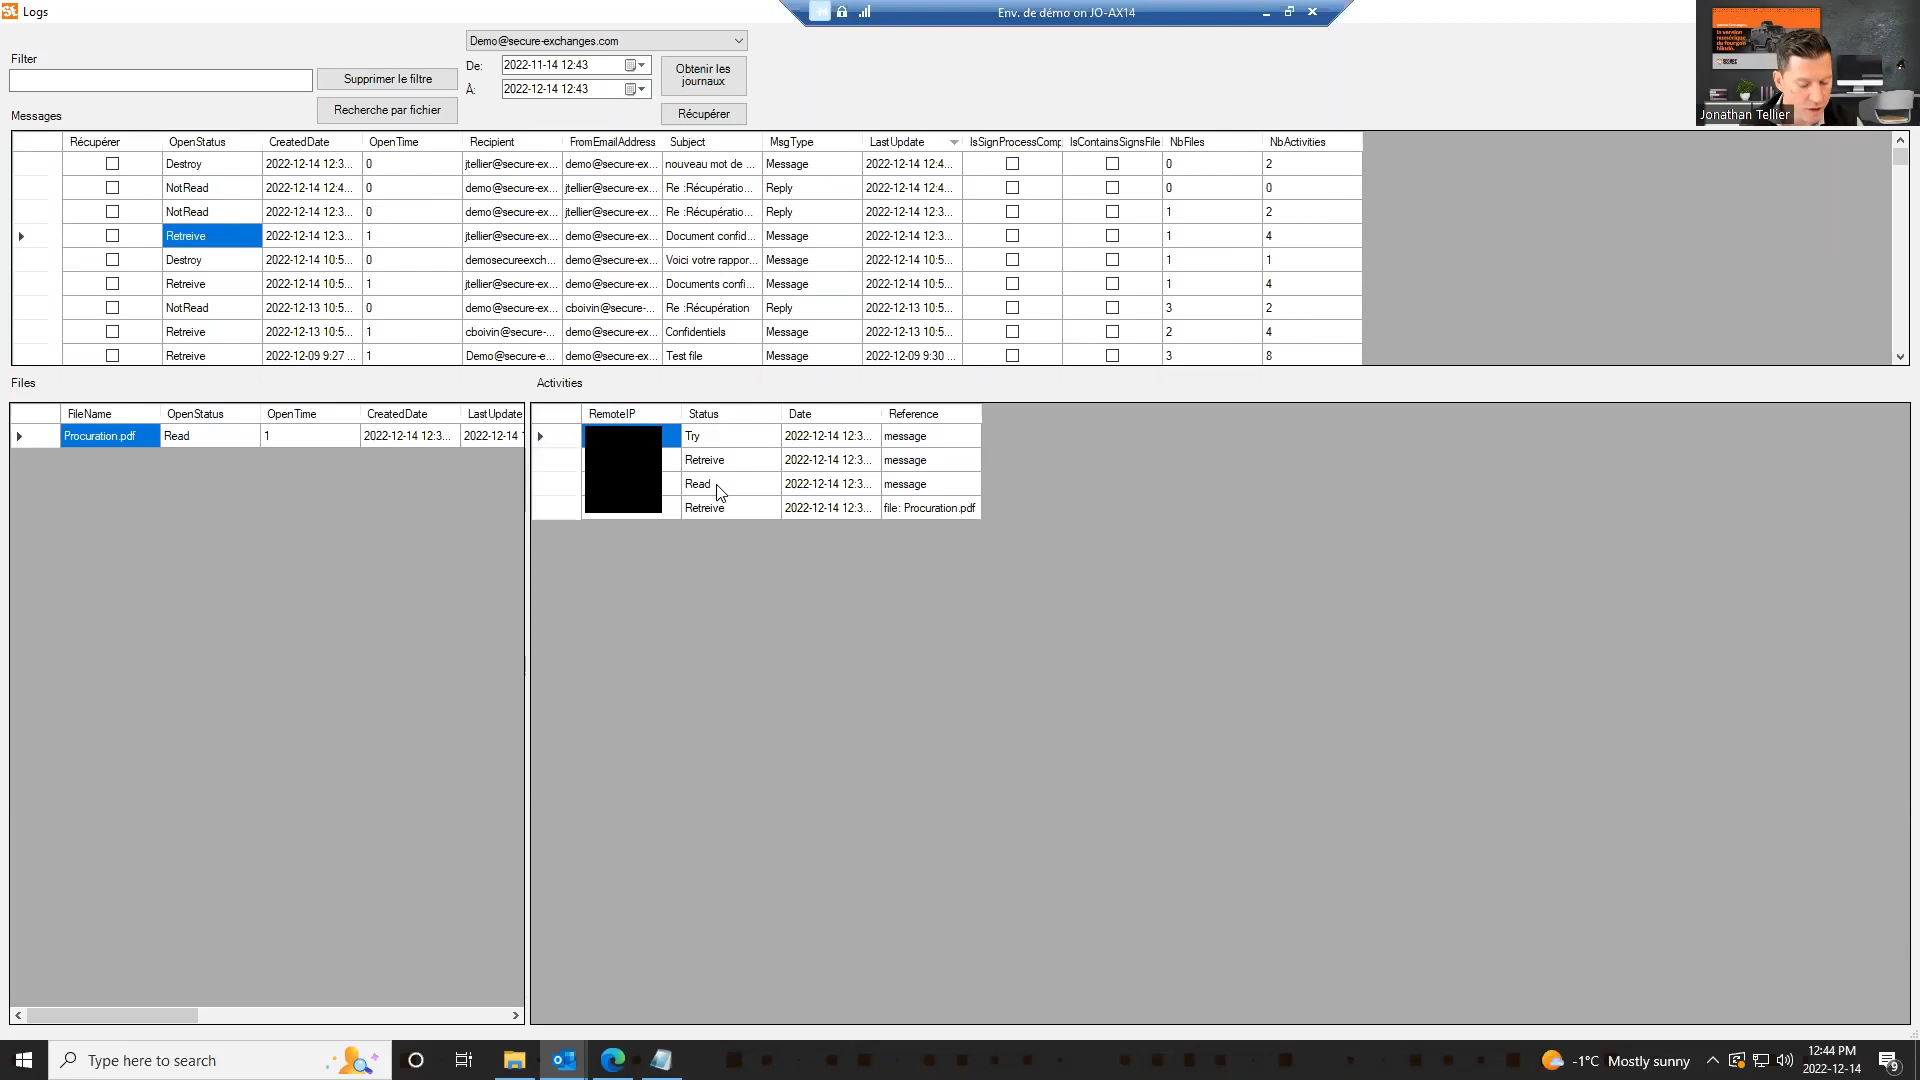 Logs
Env. de démo on JO-AX14
Demo@secure-exchanges.com
Filter
De: 2022-11-14 12:43
À: 2022-12-14 12:43
Supprimer le filtre
Recherche par fichier
Obtenir les
journaux
Récupérer
Jonathan Tellier
Messages
Récupérer OpenStatus CreatedDate OpenTime Recipient FromEmailAddress Subject MsgType LastUpdate IsSignProcessComp IsContainsSignsFile NbFiles NbActivities
Destroy 2022-12-14 12:3... 0 jtellier@secure-ex... demo@secure-ex... nouveau mot de ... Message 2022-12-14 12:4... 0 2
NotRead 2022-12-14 12:4... 0 demo@secure-ex... jtellier@secure-ex... Re :Récupératio... Reply 2022-12-14 12:4... 0 0
NotRead 2022-12-14 12:3... 0 demo@secure-ex... jtellier@secure-ex... Re :Récupératio... Reply 2022-12-14 12:3... 1 2
Retreive 2022-12-14 12:3... 1 jtellier@secure-ex... demo@secure-ex... Document confid... Message 2022-12-14 12:3... 1 4
Destroy 2022-12-14 10:5... 0 demosecureexch... demo@secure-ex... Voici votre rappor... Message 2022-12-14 10:5... 1 1
Retreive 2022-12-14 10:5... 1 jtellier@secure-ex... demo@secure-ex... Documents confi... Message 2022-12-14 10:5... 1 4
NotRead 2022-12-13 10:5... 0 demo@secure-ex... cboivin@secure-... Re :Récupération Reply 2022-12-13 10:5... 3 2
Retreive 2022-12-13 10:5... 1 cboivin@secure-... demo@secure-ex... Confidentiels Message 2022-12-13 10:5... 2 4
Retreive 2022-12-09 9:27 ... 1 Demo@secure-e... demo@secure-ex... Test file Message 2022-12-09 9:30 ... 3 8
Files
FileName OpenStatus OpenTime CreatedDate LastUpdate
Procuration.pdf Read 1 2022-12-14 12:3... 2022-12-14 1
Activities
RemoteIP Status Date Reference
Try 2022-12-14 12:3... message
Retreive 2022-12-14 12:3... message
Read 2022-12-14 12:3... message
Retreive 2022-12-14 12:3... file: Procuration.pdf
Type here to search
-1°C Mostly sunny
12:44 PM
2022-12-14
9